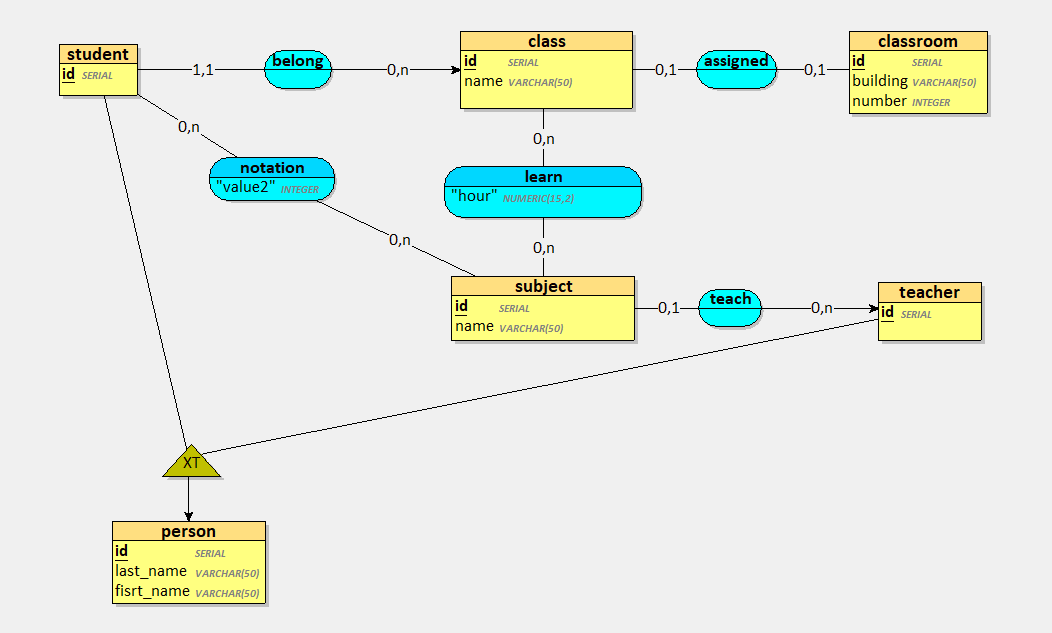 student
id SERIAL
1,1
belong
0,n
class
id SERIAL
name VARCHAR(50)
0,1
assigned
0,1
classroom
id SERIAL
building VARCHAR(50)
number INTEGER
0,n
notation
"value2" INTEGER
0,n
0,n
learn
"hour" NUMERIC(15,2)
0,n
subject
id SERIAL
name VARCHAR(50)
0,1
teach
0,n
teacher
id SERIAL
XT
person
id SERIAL
last_name VARCHAR(50)
fisrt_name VARCHAR(50)